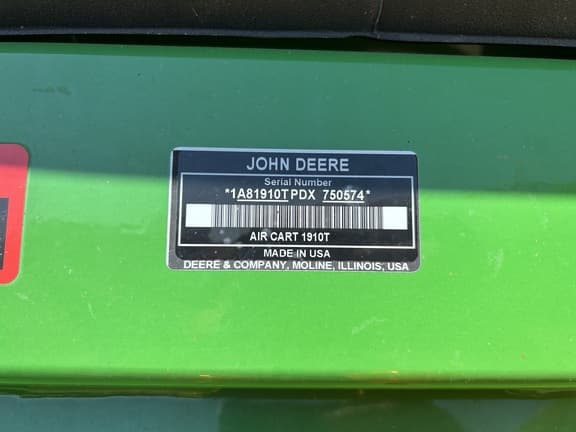 JOHN DEERE
Serial Number
*1A81910TPDX 750574*
AIR CART 1910T
MADE IN USA
DEERE & COMPANY, MOLINE, ILLINOIS, USA